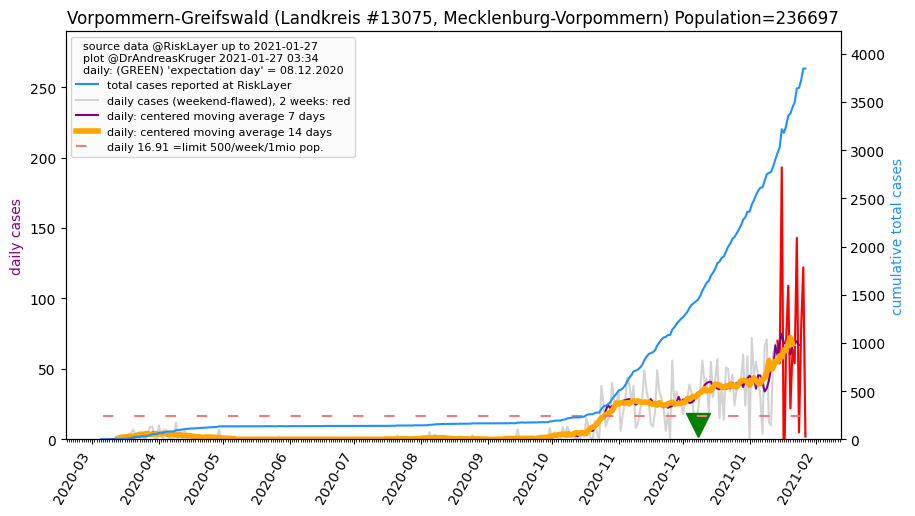 Vorpommern-Greifswald (Landkreis #13075, Mecklenburg-Vorpommern) Population=236697
source data @RiskLayer up to 2021-01-27
plot @DrAndreasKruger 2021-01-27 03:34
daily: (GREEN) 'expectation day' = 08.12.2020
total cases reported at RiskLayer
daily cases (weekend-flawed), 2 weeks: red
daily: centered moving average 7 days
daily: centered moving average 14 days
daily 16.91 =limit 500/week/1mio pop.
daily cases
250
200
150
100
50
0
4000
3500
3000
2500
2000
1500
1000
500
0
cumulative total cases
2020-03
2020-04
2020-05
2020-06
2020-07
2020-08
2020-09
2020-10
2020-11
2020-12
2021-01
2021-02